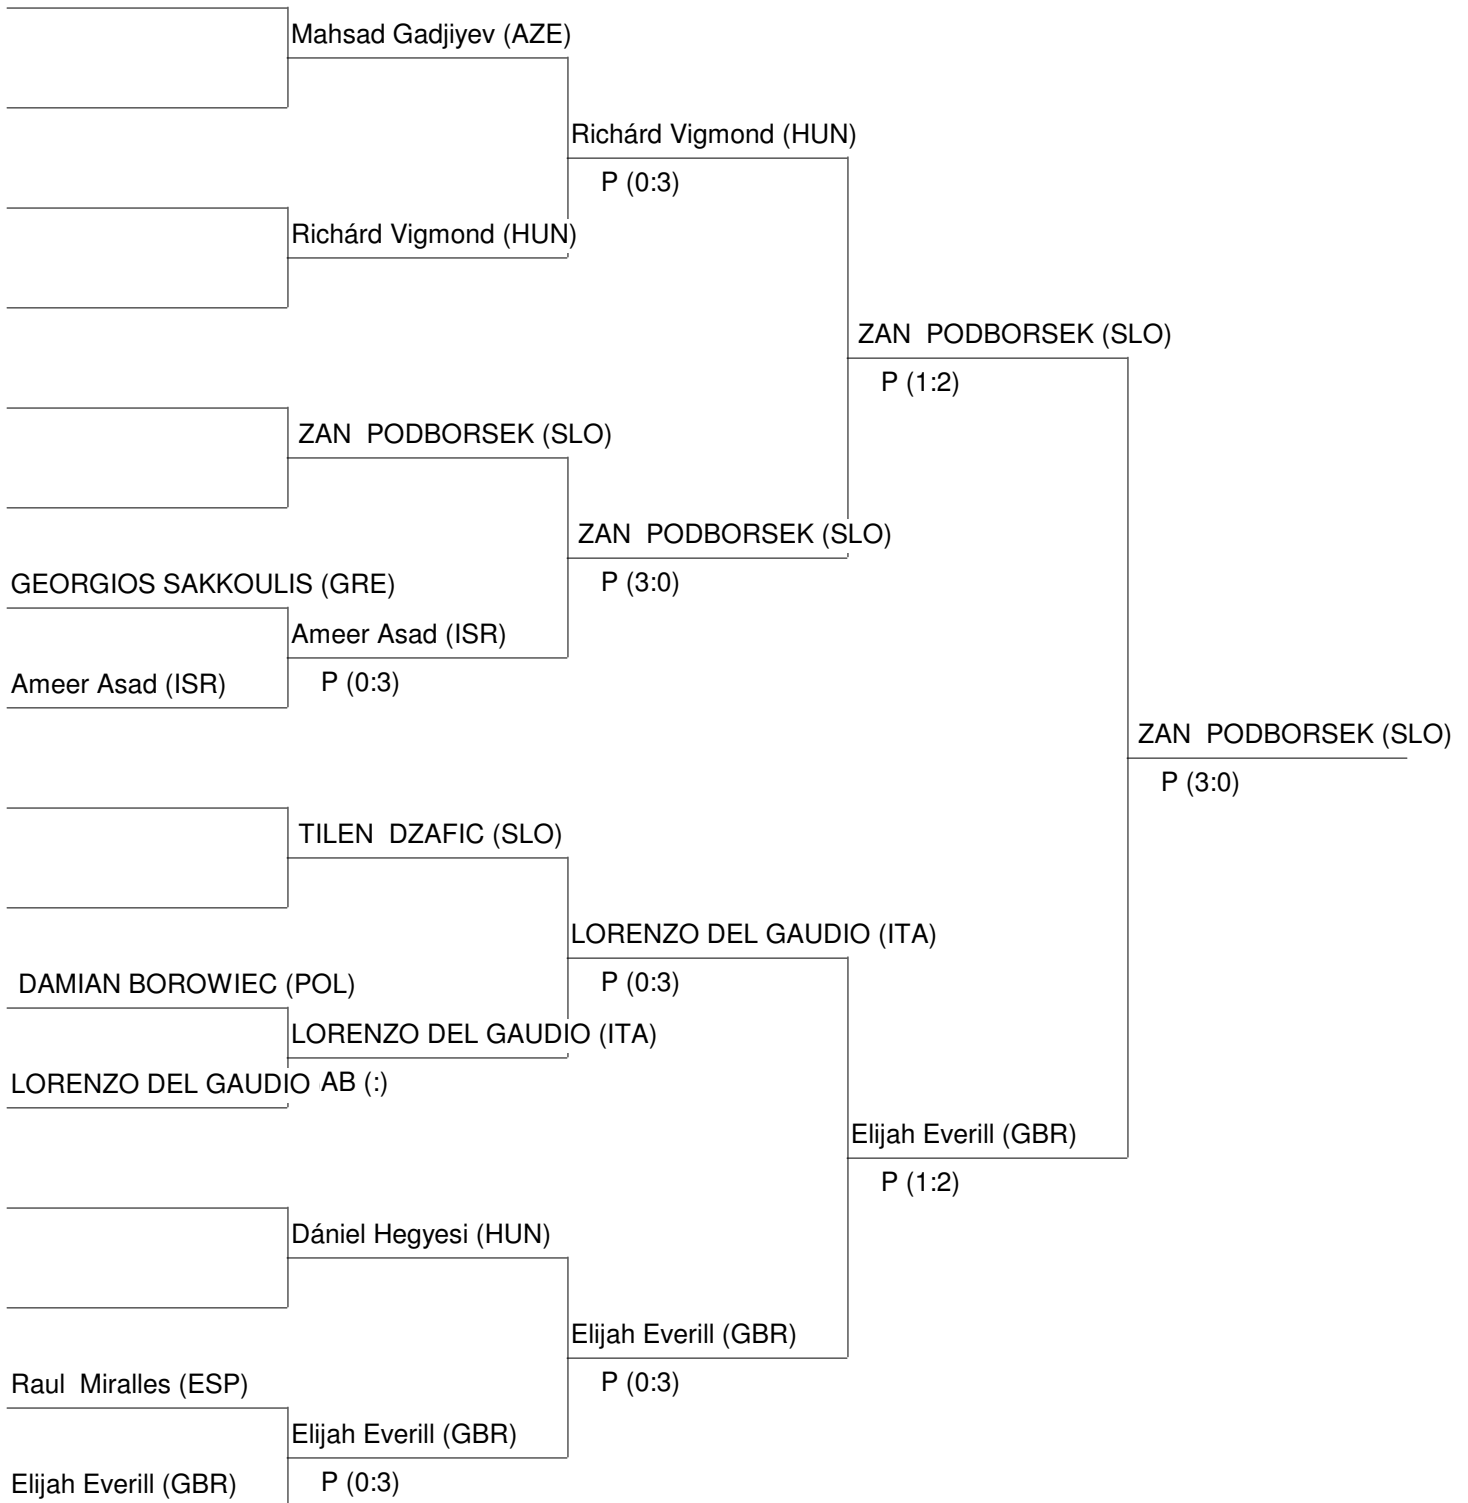 Mahsad Gadjiyev (AZE)
Richárd Vigmond (HUN)
P (0:3)
Richárd Vigmond (HUN)
ZAN  PODBORSEK (SLO)
P (1:2)
ZAN  PODBORSEK (SLO)
ZAN  PODBORSEK (SLO)
P (3:0)
GEORGIOS SAKKOULIS (GRE)
Ameer Asad (ISR)
P (0:3)
Ameer Asad (ISR)
ZAN  PODBORSEK (SLO)
P (3:0)
TILEN  DZAFIC (SLO)
LORENZO DEL GAUDIO (ITA)
P (0:3)
DAMIAN BOROWIEC (POL)
LORENZO DEL GAUDIO (ITA)
LORENZO DEL GAUDIO AB (:)
Elijah Everill (GBR)
P (1:2)
Dániel Hegyesi (HUN)
Elijah Everill (GBR)
P (0:3)
Raul  Miralles (ESP)
Elijah Everill (GBR)
P (0:3)
Elijah Everill (GBR)